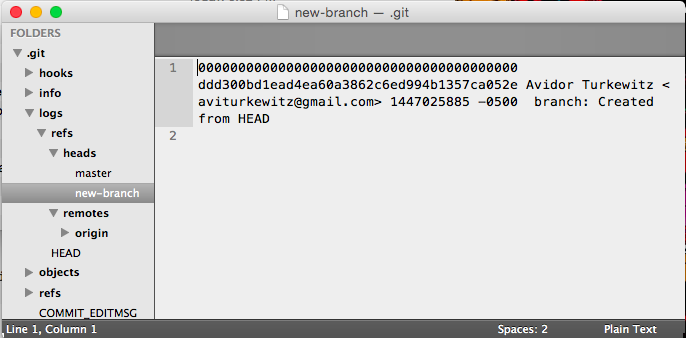 new-branch — .git
FOLDERS
.git
hooks
info
logs
refs
heads
master
new-branch
remotes
origin
HEAD
objects
refs
COMMIT_EDITMSG
1
0000000000000000000000000000000000000000
ddd300bd1ead4ea60a3862c6ed994b1357ca052e Avidor Turkewitz <
aviturkewitz@gmail.com> 1447025885 -0500  branch: Created
from HEAD
2
Line 1, Column 1
Spaces: 2
Plain Text